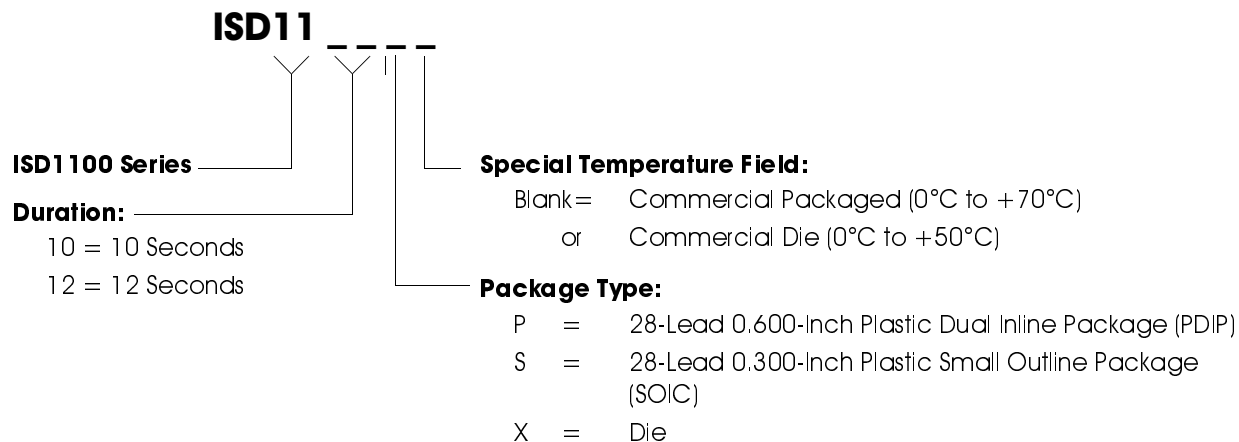 ISD11 _ _ _ _
ISD1100 Series
Duration:
10 = 10 Seconds
12 = 12 Seconds
Special Temperature Field:
Blank= Commercial Packaged (0°C to +70°C)
or Commercial Die (0°C to +50°C)
Package Type:
P = 28-Lead 0.600-Inch Plastic Dual Inline Package (PDIP)
S = 28-Lead 0.300-Inch Plastic Small Outline Package
(SOIC)
X = Die